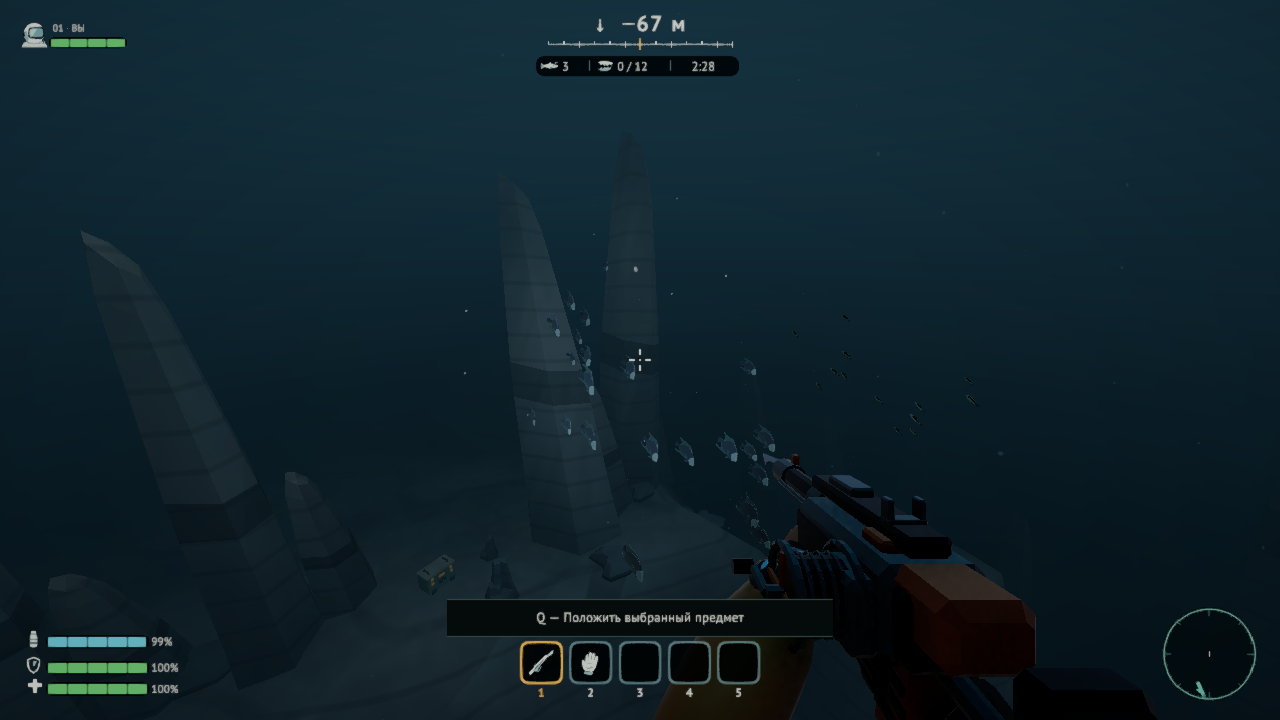 01 · ВЫ
−67 м
3 0/12 2:28
Q — Положить выбранный предмет
99%
100%
100%
1 2 3 4 5